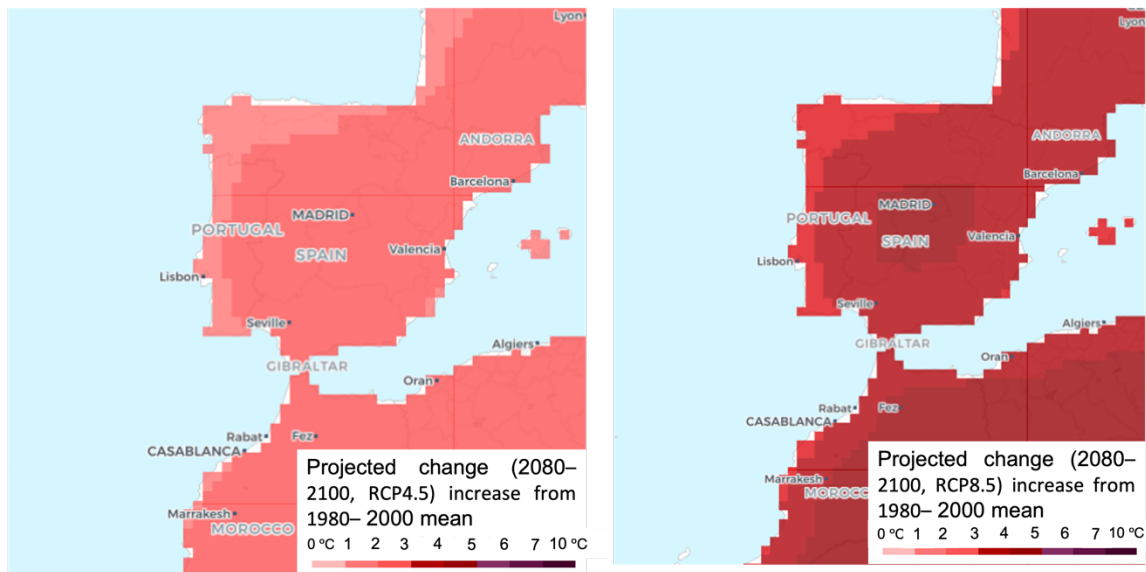 Lyon
ANDORRA
Barcelona
MADRID
PORTUGAL
SPAIN
Valencia
Lisbon
Seville
GIBRALTAR
Algiers
Oran
Rabat
Fez
CASABLANCA
Marrakesh
MOROCCO
Projected change (2080–
2100, RCP4.5) increase from
1980– 2000 mean
0 ºC 1 2 3 4 5 6 7 10 ºC
Lyon
ANDORRA
Barcelona
MADRID
PORTUGAL
SPAIN
Valencia
Lisbon
Seville
Algiers
GIBRALTAR
Oran
Rabat
Fez
CASABLANCA
Marrakesh
MOROCC
Projected change (2080–
2100, RCP8.5) increase from
1980– 2000 mean
0 ºC 1 2 3 4 5 6 7 10 ºC